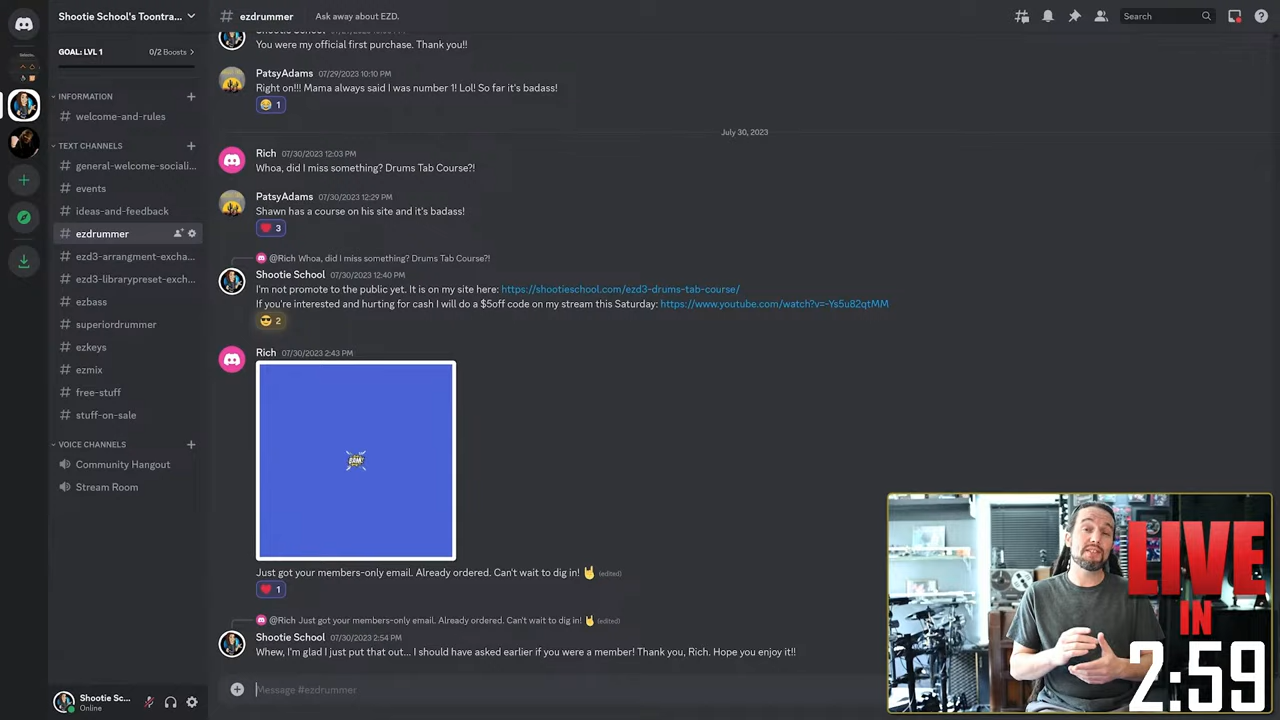 Shootie School's Toontra...
ezdrummer
Ask away about EZD.
Search
GOAL: LVL 1
0/2 Boosts
INFORMATION
welcome-and-rules
TEXT CHANNELS
general-welcome-sociali...
events
ideas-and-feedback
ezdrummer
ezd3-arrangment-excha...
ezd3-librarypreset-exch...
ezbass
superiordrummer
ezkeys
ezmix
free-stuff
stuff-on-sale
VOICE CHANNELS
Community Hangout
Stream Room
Shootie Sc...
Online
You were my official first purchase. Thank you!!
PatsyAdams 07/29/2023 10:10 PM
Right on!!! Mama always said I was number 1! Lol! So far it's badass!
😂 1
July 30, 2023
Rich 07/30/2023 12:03 PM
Whoa, did I miss something? Drums Tab Course?!
PatsyAdams 07/30/2023 12:29 PM
Shawn has a course on his site and it's badass!
❤️ 3
@Rich Whoa, did I miss something? Drums Tab Course?!
Shootie School 07/30/2023 12:40 PM
I'm not promote to the public yet. It is on my site here: https://shootieschool.com/ezd3-drums-tab-course/
If you're interested and hurting for cash I will do a $5off code on my stream this Saturday: https://www.youtube.com/watch?v=-Ys5u82qtMM
😎 2
Rich 07/30/2023 2:43 PM
BAM!
Just got your members-only email. Already ordered. Can't wait to dig in! 🤘 (edited)
❤️ 1
@Rich Just got your members-only email. Already ordered. Can't wait to dig in! 🤘 (edited)
Shootie School 07/30/2023 2:54 PM
Whew, I'm glad I just put that out... I should have asked earlier if you were a member! Thank you, Rich. Hope you enjoy it!!
Message #ezdrummer
LIVE
IN
2:59